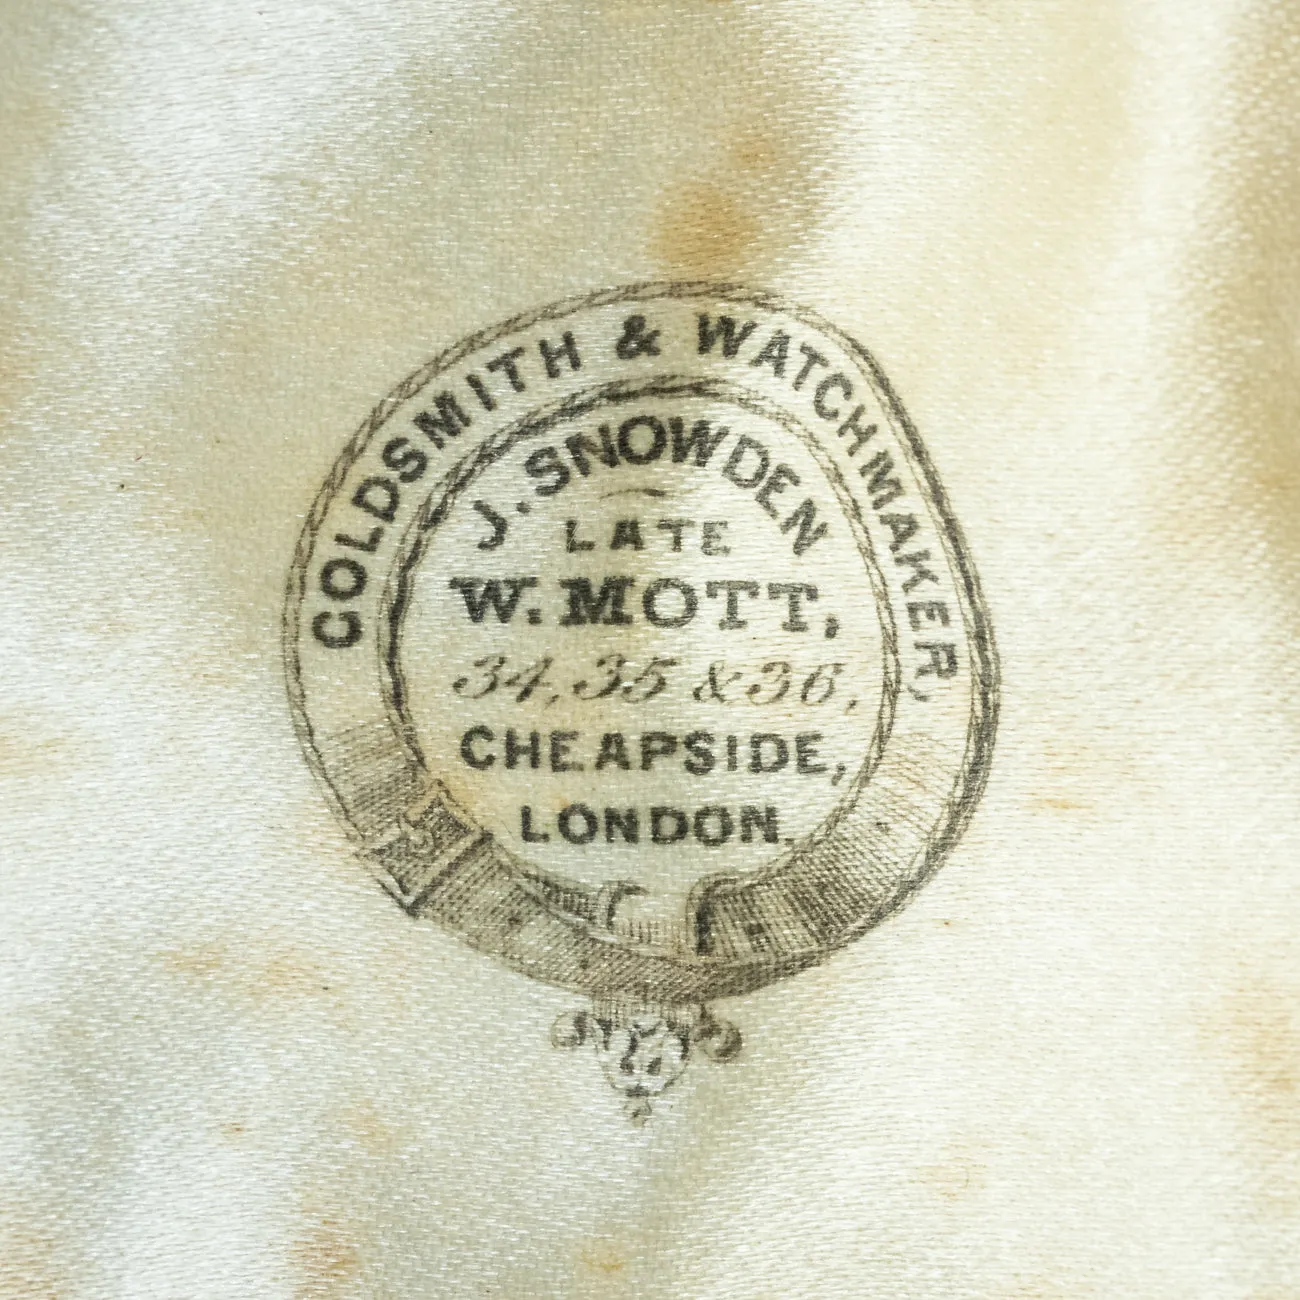 GOLDSMITH & WATCHMAKER,
J. SNOWDEN
LATE
W. MOTT,
34, 35 & 36,
CHEAPSIDE,
LONDON.